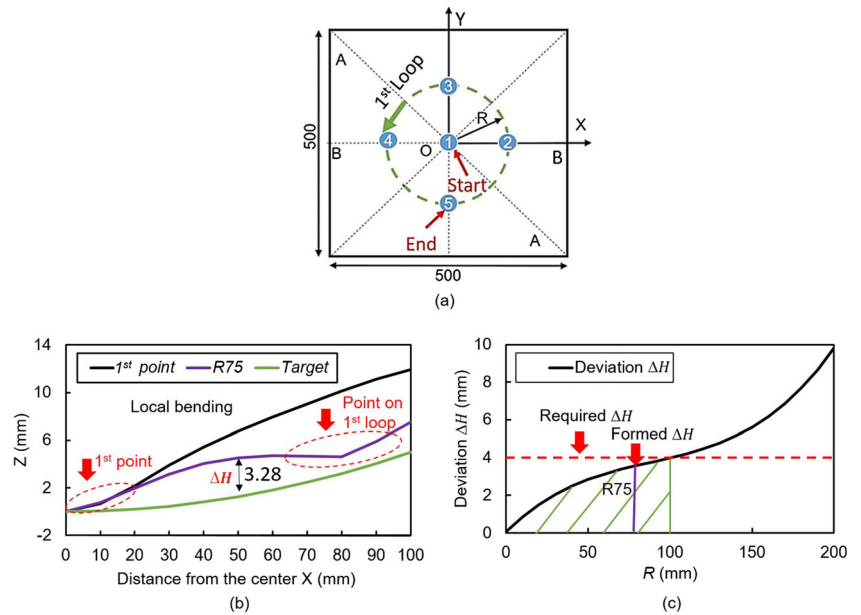 Y
A
1st Loop
3
R
X
500
4
B
O
1
2
B
Start
5
End
A
500
(a)
14
10
6
2
-2
Z (mm)
1st point
R75
Target
Local bending
Point on
1st loop
1st point
ΔH
3.28
0 10 20 30 40 50 60 70 80 90 100
Distance from the center X (mm)
(b)
10
8
6
4
2
0
Deviation ΔH (mm)
Deviation ΔH
Required ΔH
Formed ΔH
R75
0 50 100 150 200
R (mm)
(c)